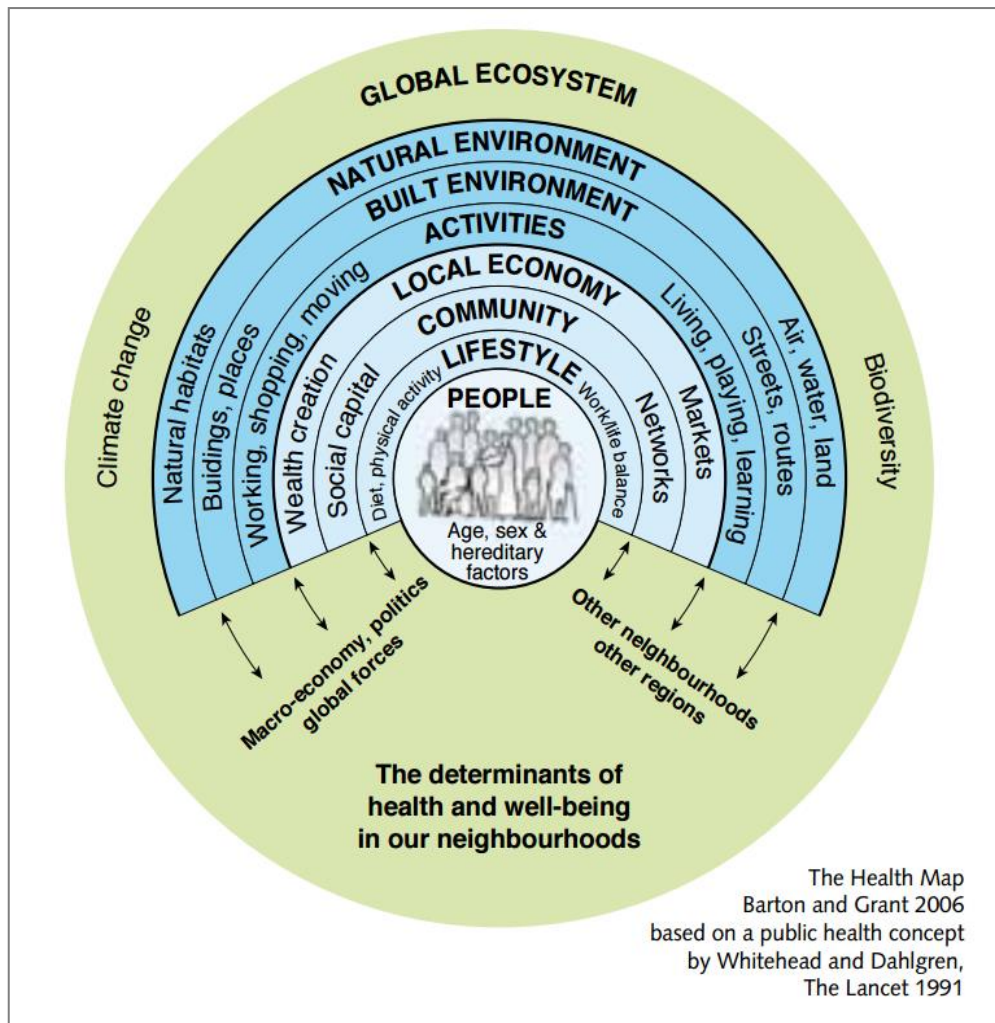 GLOBAL ECOSYSTEM
NATURAL ENVIRONMENT
BUILT ENVIRONMENT
ACTIVITIES
LOCAL ECONOMY
COMMUNITY
LIFESTYLE
PEOPLE
Age, sex &
hereditary
factors
Climate change
Natural habitats
Buidings, places
Working, shopping, moving
Wealth creation
Social capital
Diet, physical activity
Work/life balance
Networks
Markets
Living, playing, learning
Streets, routes
Air, water, land
Biodiversity
Macro-economy, politics
global forces
Other neighbourhoods
other regions
The determinants of
health and well-being
in our neighbourhoods
The Health Map
Barton and Grant 2006
based on a public health concept
by Whitehead and Dahlgren,
The Lancet 1991